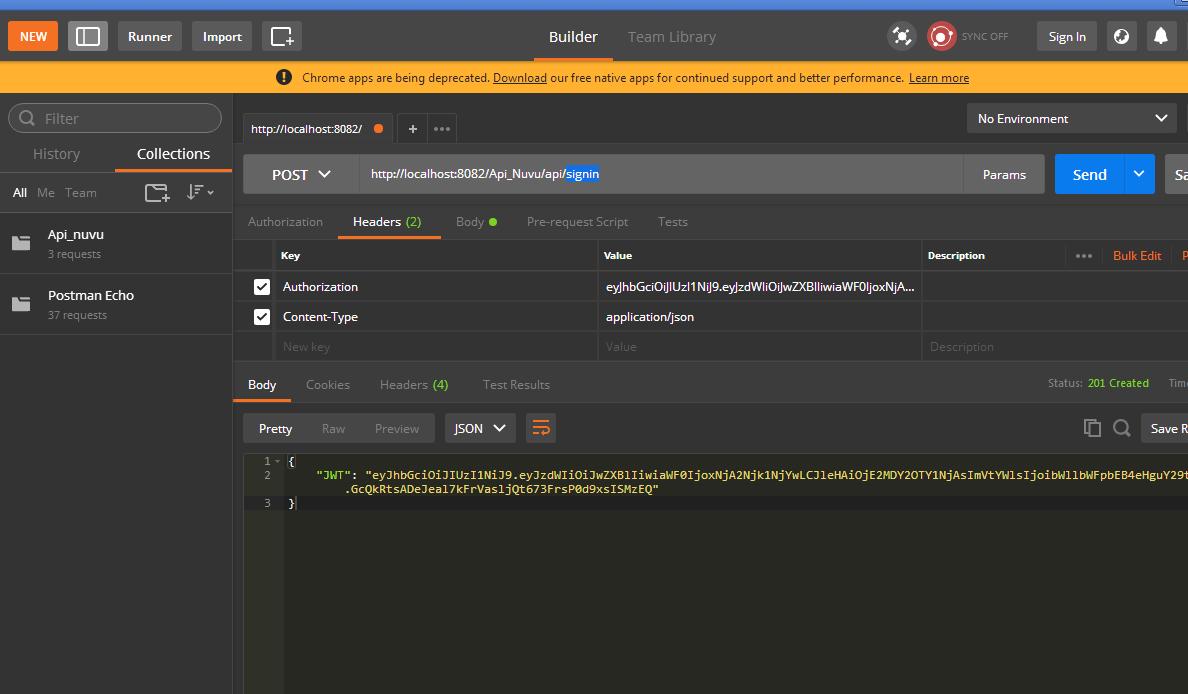 NEW Runner Import Builder Team Library SYNC OFF Sign In
! Chrome apps are being deprecated. Download our free native apps for continued support and better performance. Learn more
Filter
History Collections
All Me Team
Api_nuvu
3 requests
Postman Echo
37 requests
http://localhost:8082/ + ••• No Environment
POST http://localhost:8082/Api_Nuvu/api/signin Params Send Sa
Authorization Headers (2) Body Pre-request Script Tests
Key Value Description ••• Bulk Edit P
Authorization eyJhbGciOiJIUzI1NiJ9.eyJzdWIiOiJwZXBlIiwiaWF0IjoxNjA...
Content-Type application/json
New key Value Description
Body Cookies Headers (4) Test Results Status: 201 Created Tim
Pretty Raw Preview JSON Save R
1 {
2 "JWT": "eyJhbGciOiJIUzI1NiJ9.eyJzdWIiOiJwZXBlIiwiaWF0IjoxNjA2Njk1NjYwLCJleHAiOjE2MDY2OTY1NjAsImVtYWlsIjoibWllbWFpbEB4eHguY29t
.GcQkRtsADeJeal7kFrVasljQt673FrsP0d9xsISMzEQ"
3 }